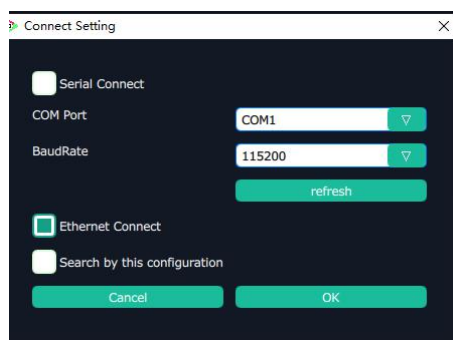 Connect Setting
Serial Connect
COM Port
COM1
BaudRate
115200
refresh
Ethernet Connect
Search by this configuration
Cancel
OK